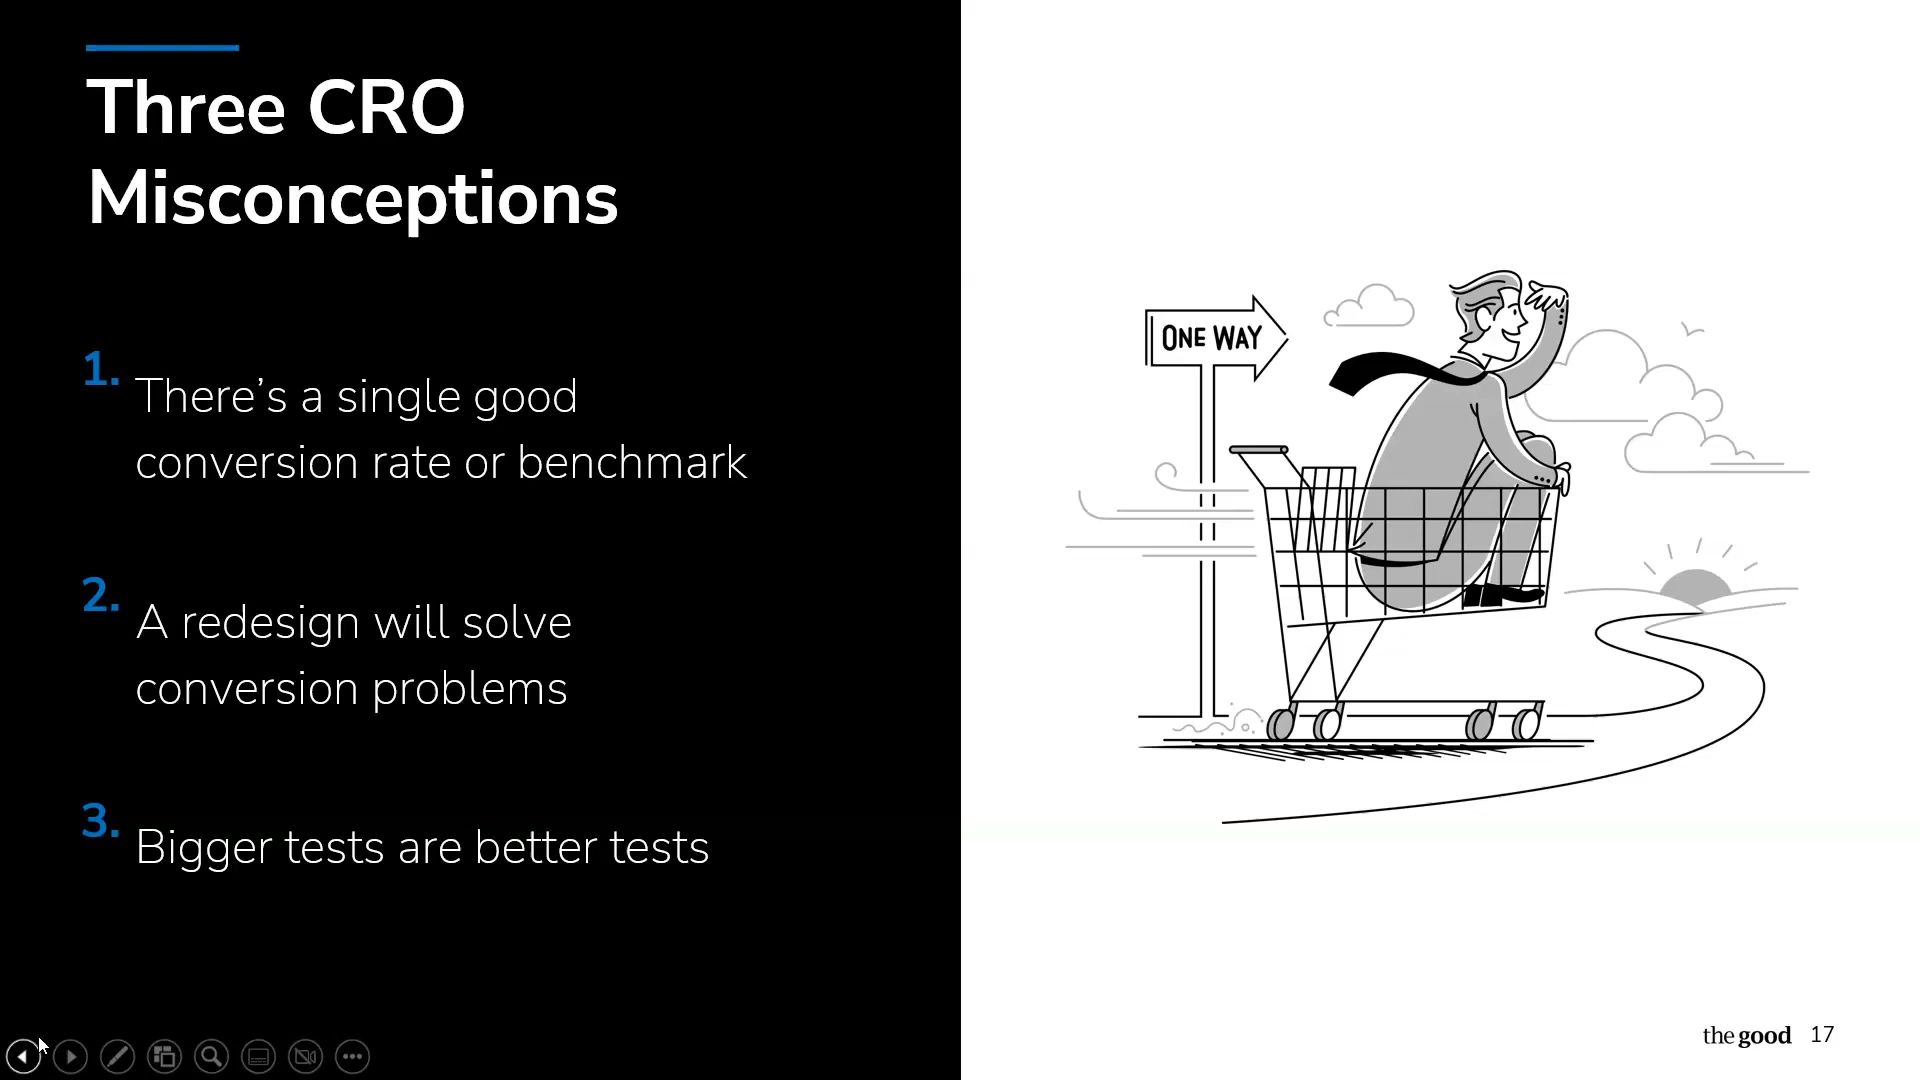 Three CRO
Misconceptions
1. There’s a single good
conversion rate or benchmark
2. A redesign will solve
conversion problems
3. Bigger tests are better tests
ONE WAY
the good 17